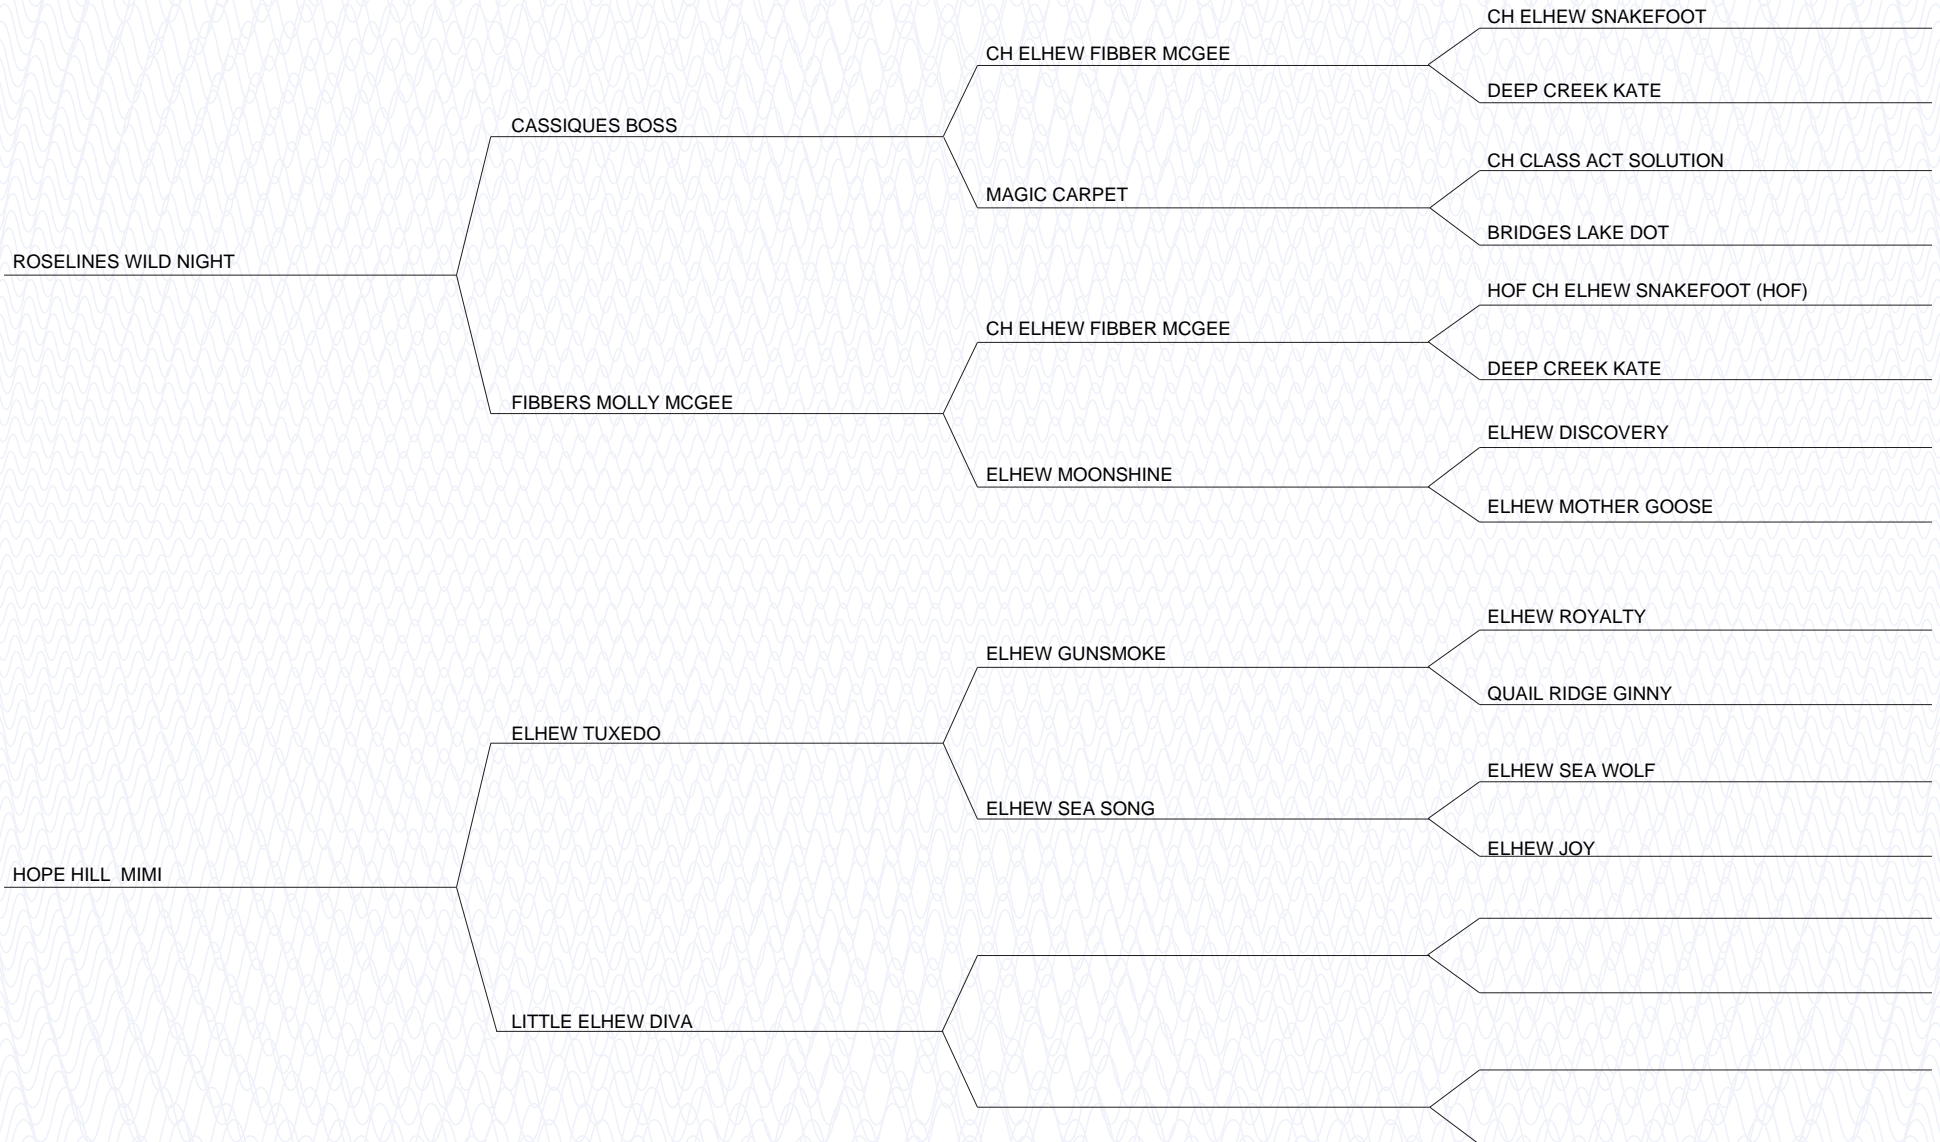 CH ELHEW SNAKEFOOT
CH ELHEW FIBBER MCGEE
DEEP CREEK KATE
CASSIQUES BOSS
CH CLASS ACT SOLUTION
MAGIC CARPET
BRIDGES LAKE DOT
ROSELINES WILD NIGHT
HOF CH ELHEW SNAKEFOOT (HOF)
CH ELHEW FIBBER MCGEE
DEEP CREEK KATE
FIBBERS MOLLY MCGEE
ELHEW DISCOVERY
ELHEW MOONSHINE
ELHEW MOTHER GOOSE
ELHEW ROYALTY
ELHEW GUNSMOKE
QUAIL RIDGE GINNY
ELHEW TUXEDO
ELHEW SEA WOLF
ELHEW SEA SONG
ELHEW JOY
HOPE HILL  MIMI
LITTLE ELHEW DIVA